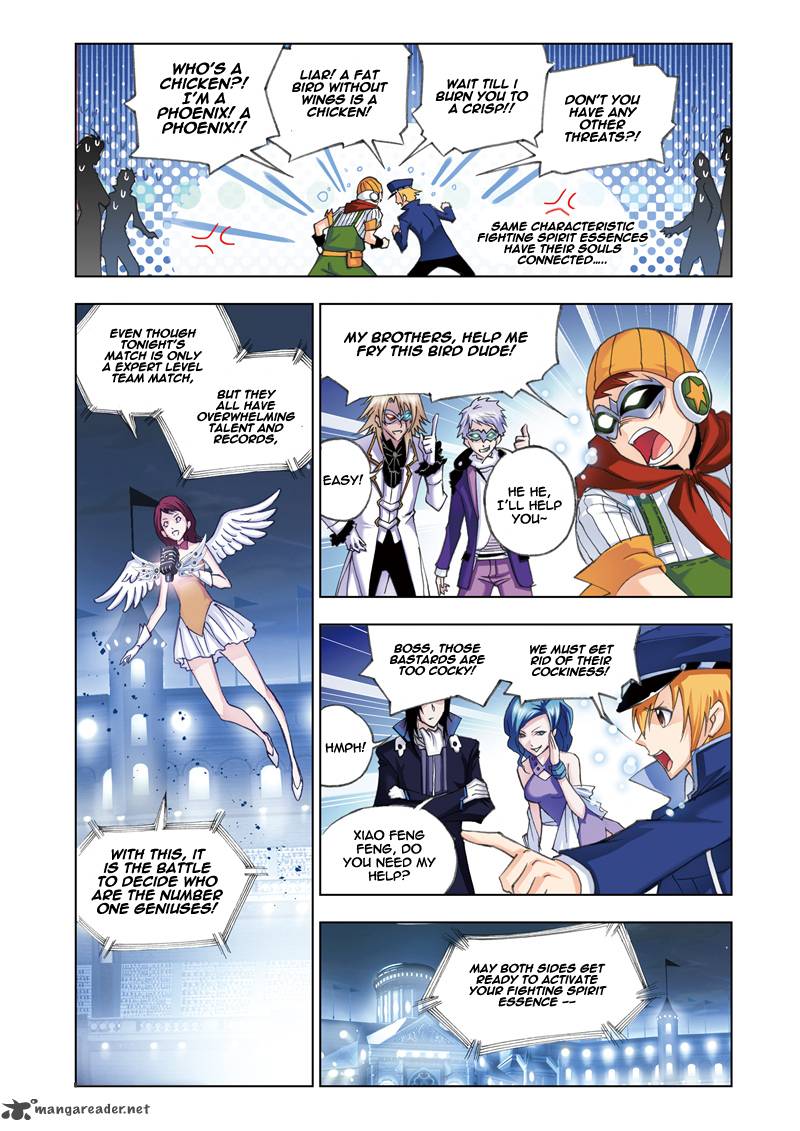 WHO'S A
CHICKEN?!
I'M A
PHOENIX! A
PHOENIX!!
LIAR! A FAT
BIRD WITHOUT
WINGS IS A
CHICKEN!
WAIT TILL I
BURN YOU TO
A CRISP!!
DON'T YOU
HAVE ANY
OTHER
THREATS?!
SAME CHARACTERISTIC
FIGHTING SPIRIT ESSENCES
HAVE THEIR SOULS
CONNECTED.....
EVEN THOUGH
TONIGHT'S
MATCH IS ONLY
A EXPERT LEVEL
TEAM MATCH,
BUT THEY
ALL HAVE
OVERWHELMING
TALENT AND
RECORDS,
WITH THIS, IT
IS THE BATTLE
TO DECIDE WHO
ARE THE NUMBER
ONE GENIUSES!
MY BROTHERS, HELP ME
FRY THIS BIRD DUDE!
EASY!
HE HE,
I'LL HELP
YOU~
BOSS, THOSE
BASTARDS ARE
TOO COCKY!
WE MUST GET
RID OF THEIR
COCKINESS!
HMPH!
XIAO FENG
FENG, DO
YOU NEED MY
HELP?
MAY BOTH SIDES GET
READY TO ACTIVATE
YOUR FIGHTING SPIRIT
ESSENCE --
mangareader.net